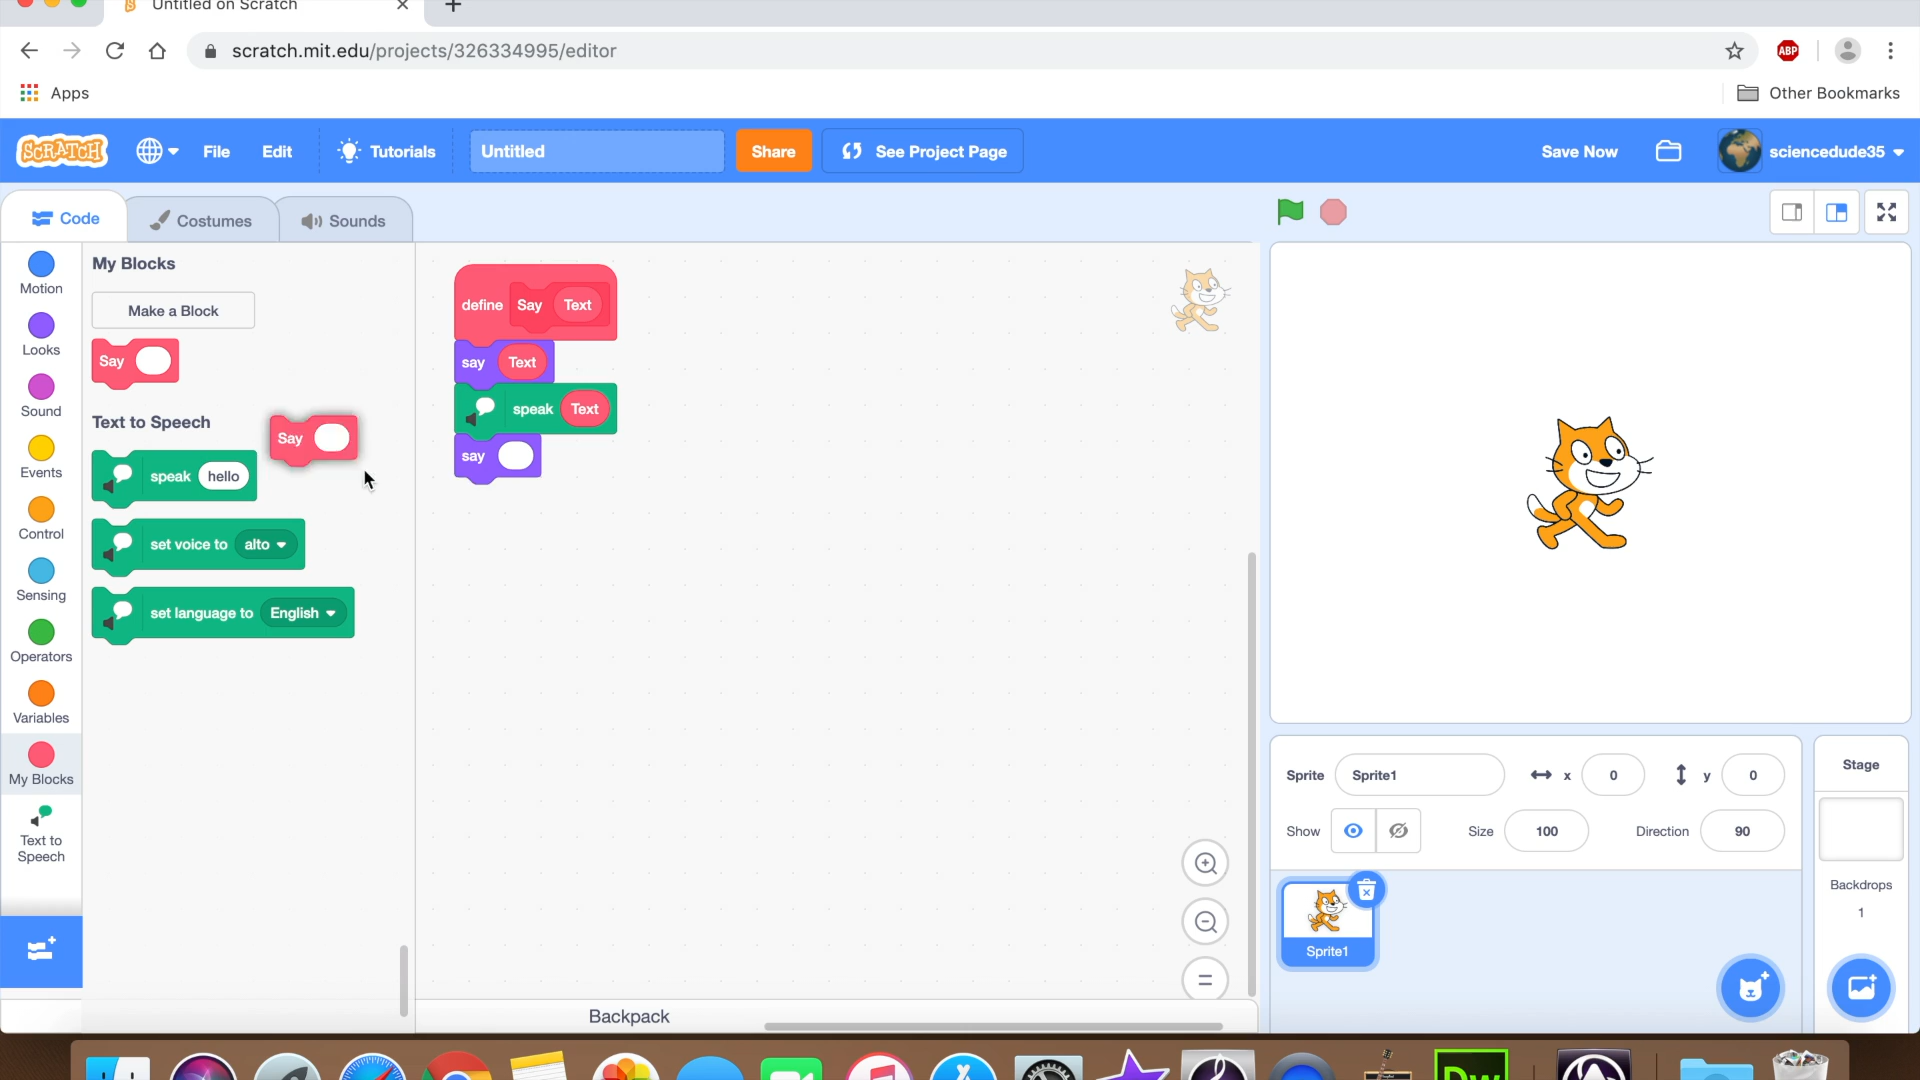 Untitled on Scratch
scratch.mit.edu/projects/326334995/editor
ABP
Apps
Other Bookmarks
SCRATCH
File
Edit
Tutorials
Untitled
Share
See Project Page
Save Now
sciencedude35
Code
Costumes
Sounds
Motion
Looks
Sound
Events
Control
Sensing
Operators
Variables
My Blocks
Text to
Speech
My Blocks
Make a Block
Say
Text to Speech
Say
speak hello
set voice to alto
set language to English
define Say Text
say Text
speak Text
say
Backpack
Sprite Sprite1 x 0 y 0
Show Size 100 Direction 90
Sprite1
Stage
Backdrops
1
Dw